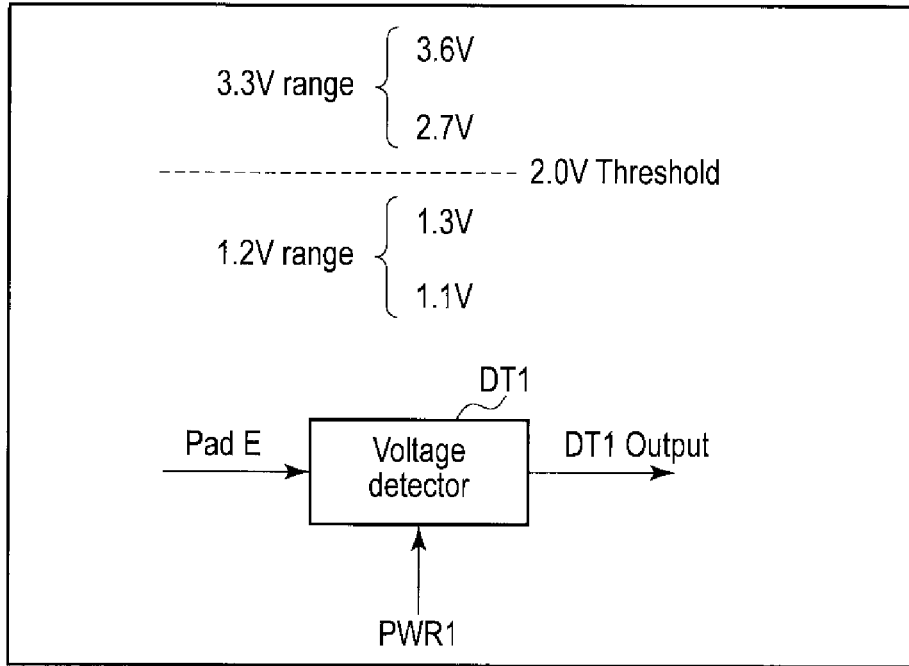 3.6V
3.3V range
2.7V
2.0V Threshold
1.3V
1.2V range
1.1V
DT1
Pad E
Voltage
detector
DT1 Output
PWR1